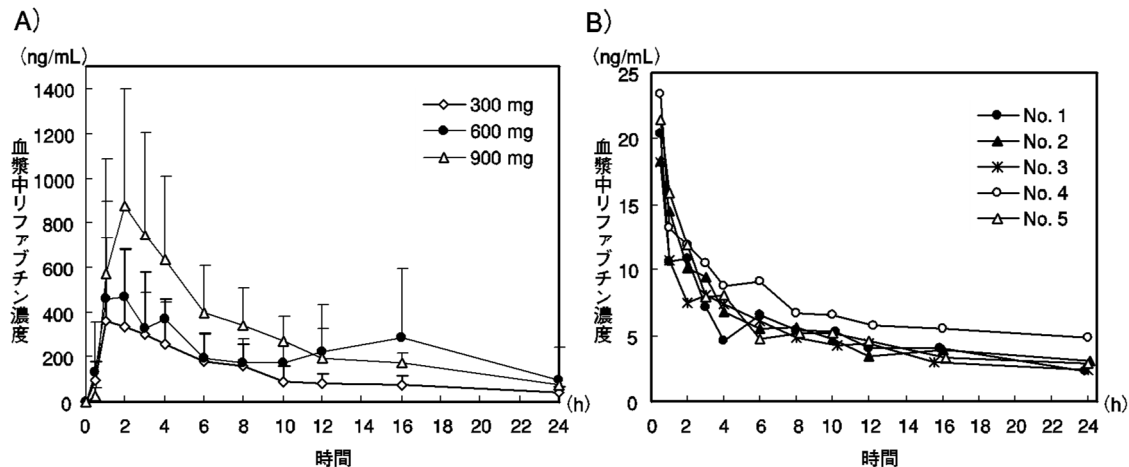 A)
(ng/mL)
1400
1200
1000
800
600
400
200
0
血漿中リファブチン濃度
300 mg
600 mg
900 mg
0 2 4 6 8 10 12 14 16 18 20 22 24
(h)
時間
B)
(ng/mL)
25
20
15
10
5
0
血漿中リファブチン濃度
No. 1
No. 2
No. 3
No. 4
No. 5
0 2 4 6 8 10 12 14 16 18 20 22 24
(h)
時間